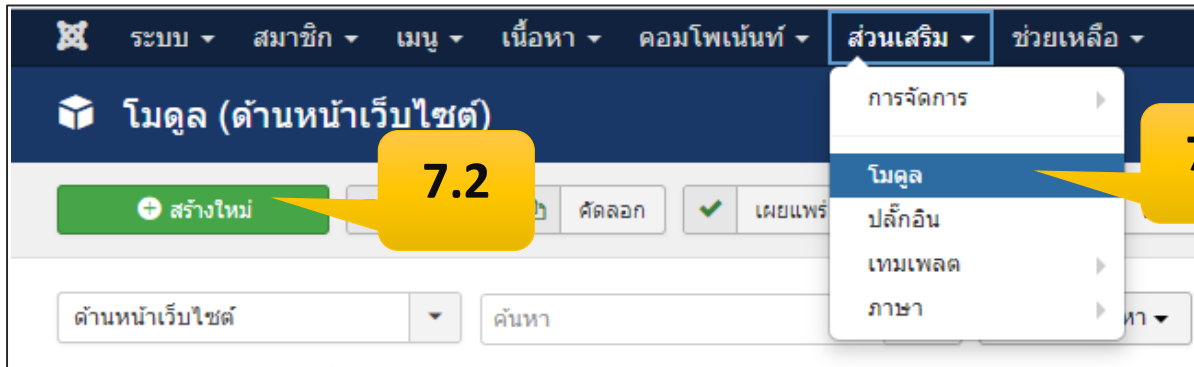 ระบบ สมาชิก เมนู เนื้อหา คอมโพเน้นท์ ส่วนเสริม ช่วยเหลือ
โมดูล (ด้านหน้าเว็บไซต์)
การจัดการ
7.2
โมดูล
สร้างใหม่ คัดลอก เผยแพร่
ปลั๊กอิน
เทมเพลต
ด้านหน้าเว็บไซต์ ค้นหา
ภาษา